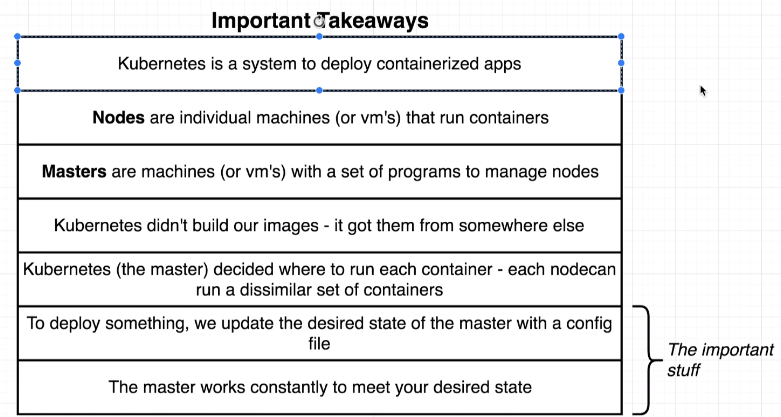 Important Takeaways
Kubernetes is a system to deploy containerized apps
Nodes are individual machines (or vm's) that run containers
Masters are machines (or vm's) with a set of programs to manage nodes
Kubernetes didn't build our images - it got them from somewhere else
Kubernetes (the master) decided where to run each container - each nodecan
run a dissimilar set of containers
To deploy something, we update the desired state of the master with a config
file
The master works constantly to meet your desired state
The important
stuff